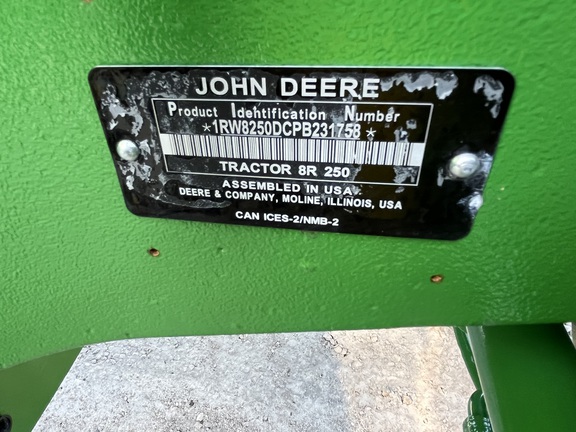 JOHN DEERE
Product Identification Number
*1RW8250DCPB231758*
TRACTOR 8R 250
ASSEMBLED IN USA.
DEERE & COMPANY, MOLINE, ILLINOIS, USA
CAN ICES-2/NMB-2